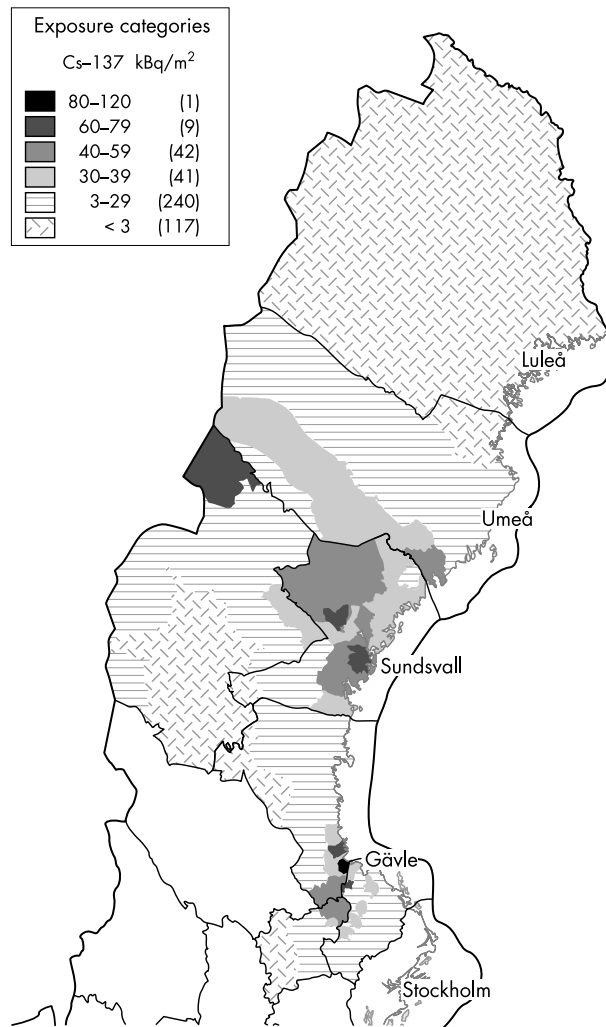 Exposure categories
Cs–137 kBq/m²
80–120 (1)
60–79 (9)
40–59 (42)
30–39 (41)
3–29 (240)
< 3 (117)
Luleå
Umeå
Sundsvall
Gävle
Stockholm